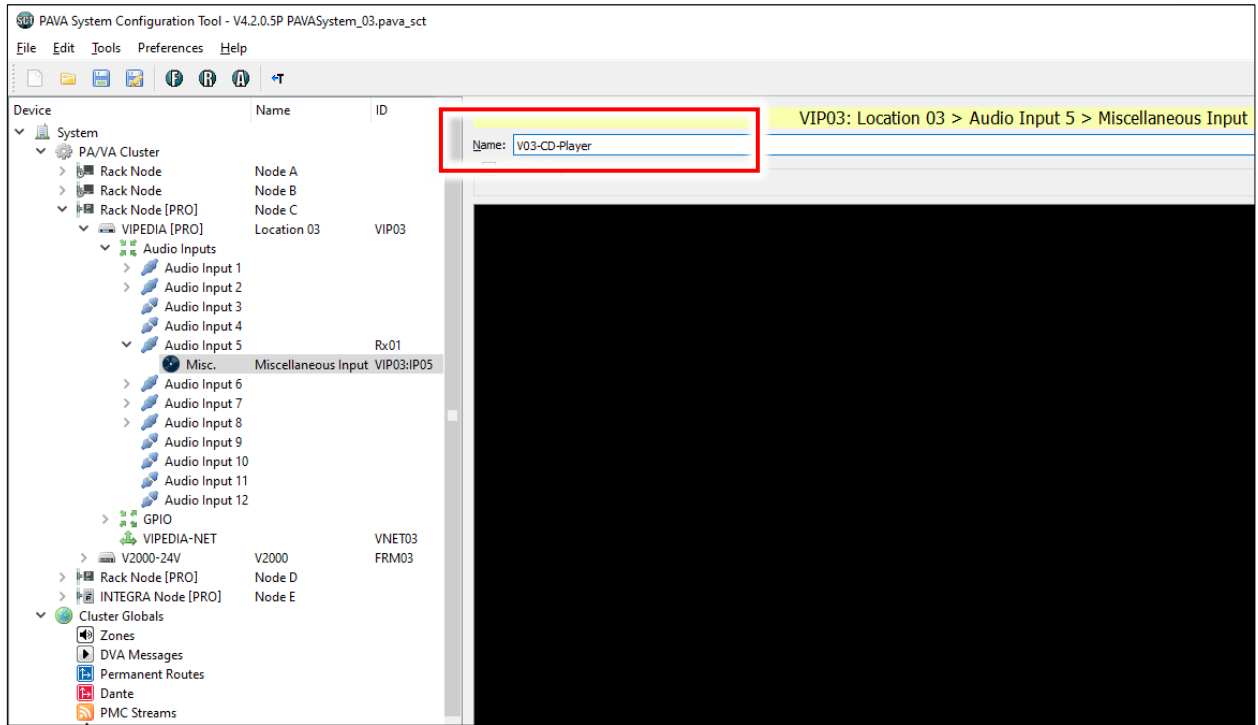 SCT PAVA System Configuration Tool - V4.2.0.5P PAVASystem_03.pava_sct
File Edit Tools Preferences Help
F R A T
Device Name ID
System
PA/VA Cluster
Rack Node Node A
Rack Node Node B
Rack Node [PRO] Node C
VIPEDIA [PRO] Location 03 VIP03
Audio Inputs
Audio Input 1
Audio Input 2
Audio Input 3
Audio Input 4
Audio Input 5 Rx01
Misc. Miscellaneous Input VIP03:IP05
Audio Input 6
Audio Input 7
Audio Input 8
Audio Input 9
Audio Input 10
Audio Input 11
Audio Input 12
GPIO
VIPEDIA-NET VNET03
V2000-24V V2000 FRM03
Rack Node [PRO] Node D
INTEGRA Node [PRO] Node E
Cluster Globals
Zones
DVA Messages
Permanent Routes
Dante
PMC Streams
VIP03: Location 03 > Audio Input 5 > Miscellaneous Input
Name: V03-CD-Player